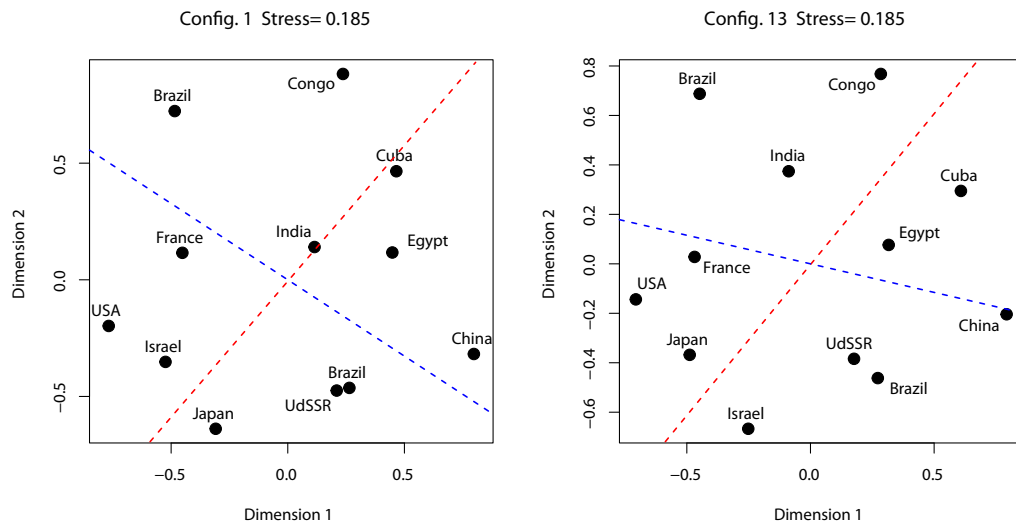 Config. 1  Stress= 0.185
Congo
Brazil
Cuba
India
Egypt
France
USA
Israel
China
Brazil
UdSSR
Japan
0.5
0.0
−0.5
−0.5
0.0
0.5
Dimension 2
Dimension 1
Config. 13  Stress= 0.185
Brazil
Congo
India
Cuba
Egypt
France
USA
China
UdSSR
Japan
Brazil
Israel
0.8
0.6
0.4
0.2
0.0
−0.2
−0.4
−0.6
−0.5
0.0
0.5
Dimension 2
Dimension 1